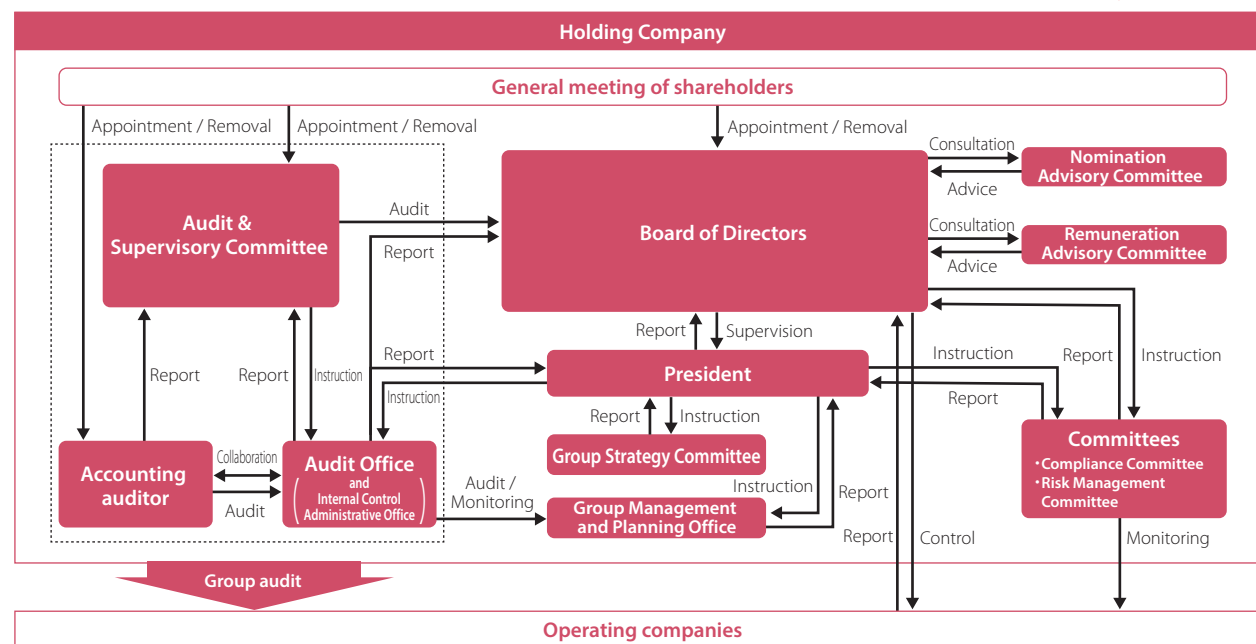 Holding Company
General meeting of shareholders
Appointment / Removal
Appointment / Removal
Appointment / Removal
Audit &
Supervisory Committee
Audit
Report
Board of Directors
Consultation
Advice
Nomination
Advisory Committee
Consultation
Advice
Remuneration
Advisory Committee
Report
Supervision
Report
Report
Instruction
Report
Instruction
President
Instruction
Report
Report
Instruction
Report
Instruction
Group Strategy Committee
Accounting
auditor
Collaboration
Audit
Audit Office
and
Internal Control
Administrative Office
Audit /
Monitoring
Group Management
and Planning Office
Instruction
Report
Report
Control
Committees
・Compliance Committee
・Risk Management
Committee
Monitoring
Group audit
Operating companies